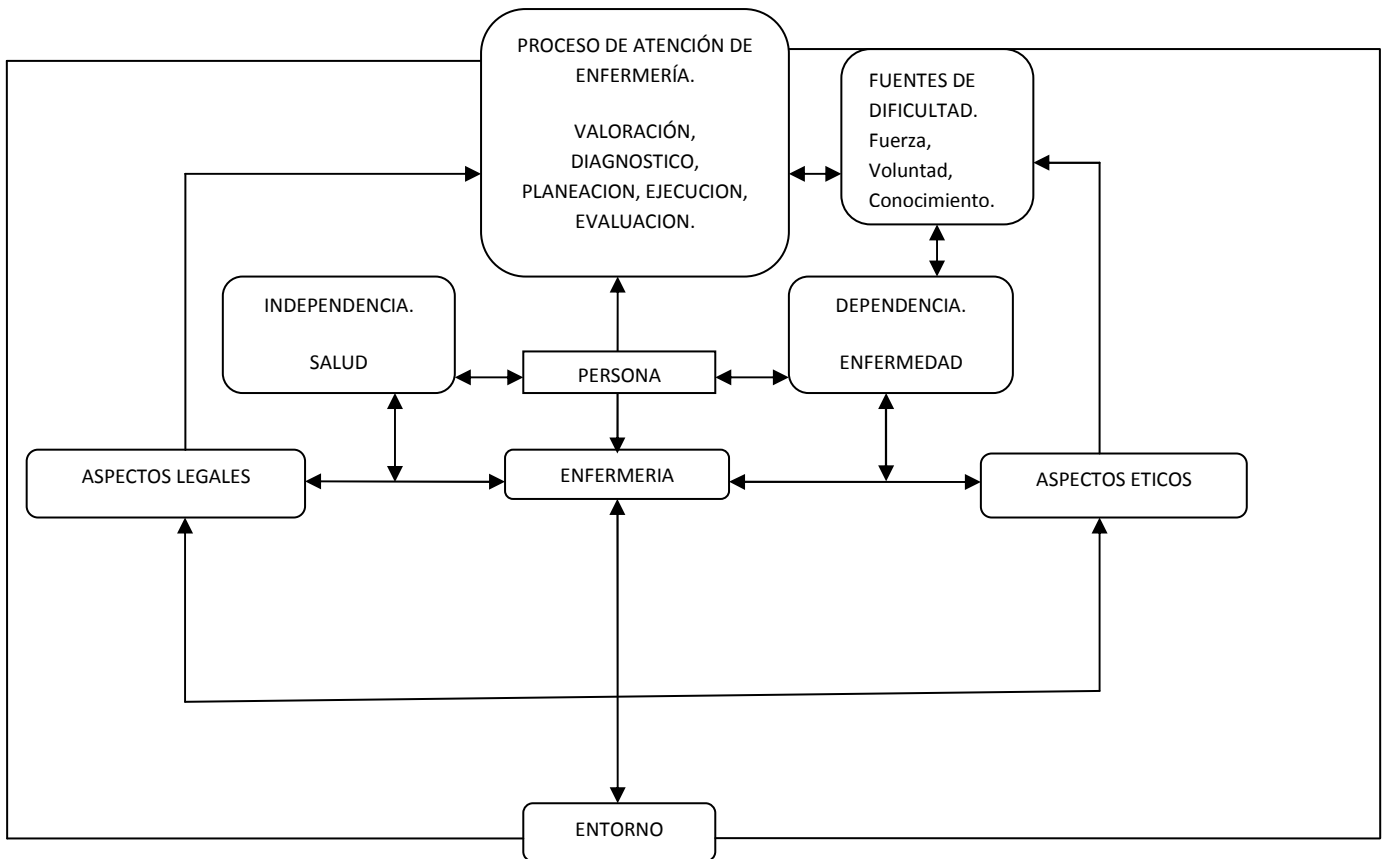 PROCESO DE ATENCIÓN DE
ENFERMERÍA.
VALORACIÓN,
DIAGNOSTICO,
PLANEACION, EJECUCION,
EVALUACION.
FUENTES DE
DIFICULTAD.
Fuerza,
Voluntad,
Conocimiento.
INDEPENDENCIA.
SALUD
PERSONA
DEPENDENCIA.
ENFERMEDAD
ASPECTOS LEGALES
ENFERMERIA
ASPECTOS ETICOS
ENTORNO